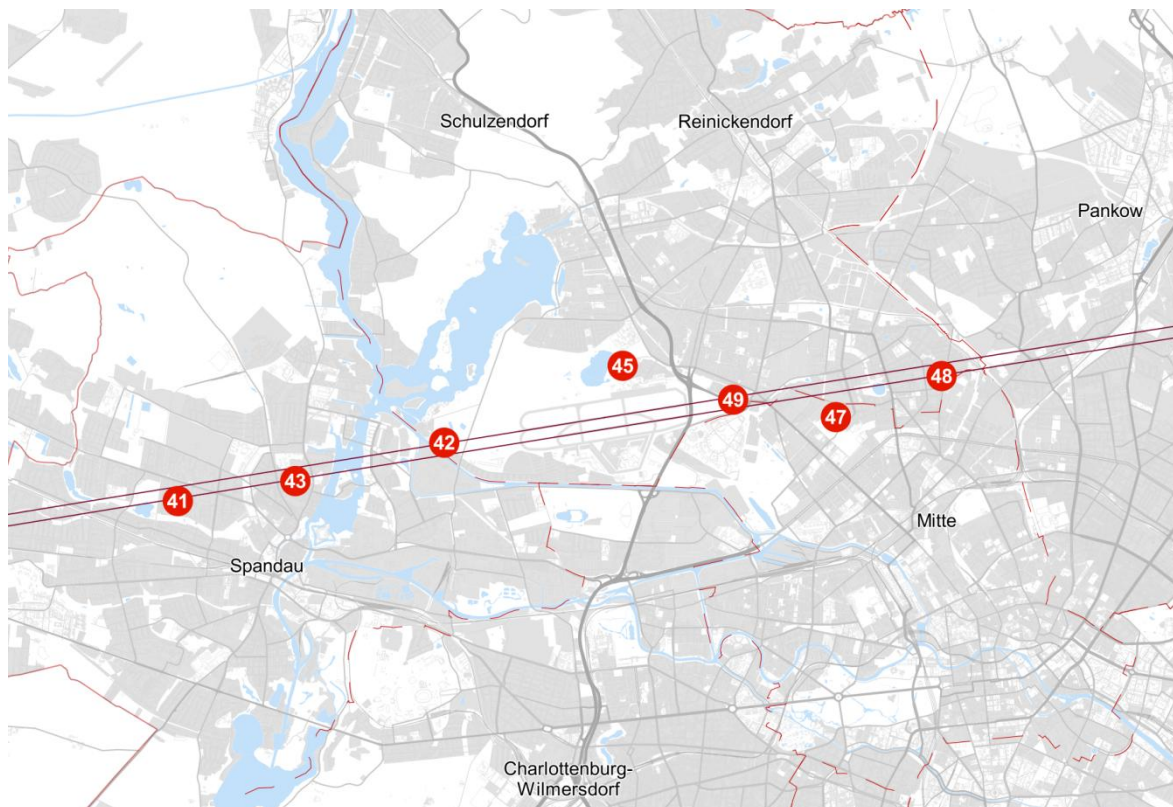 Schulzendorf
Reinickendorf
Pankow
45
49
48
47
42
43
41
Mitte
Spandau
Charlottenburg-
Wilmersdorf